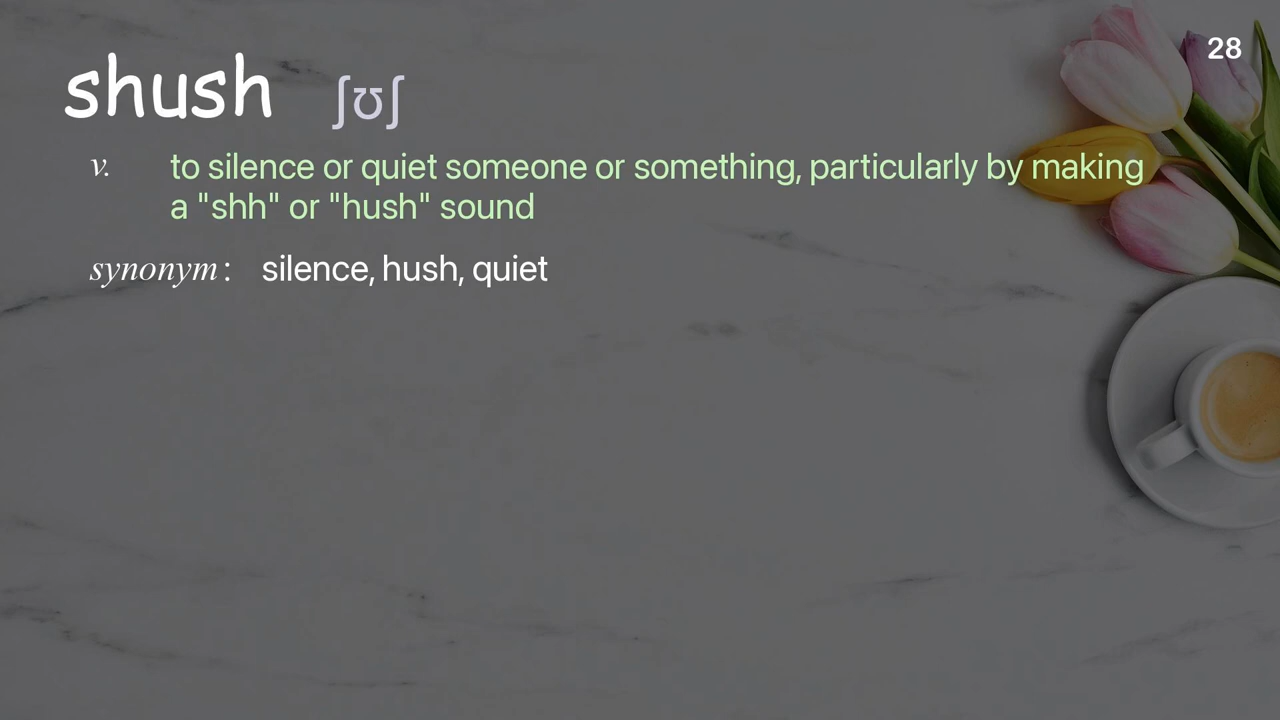 28
shush ʃʊʃ
v. to silence or quiet someone or something, particularly by making
a "shh" or "hush" sound
synonym: silence, hush, quiet